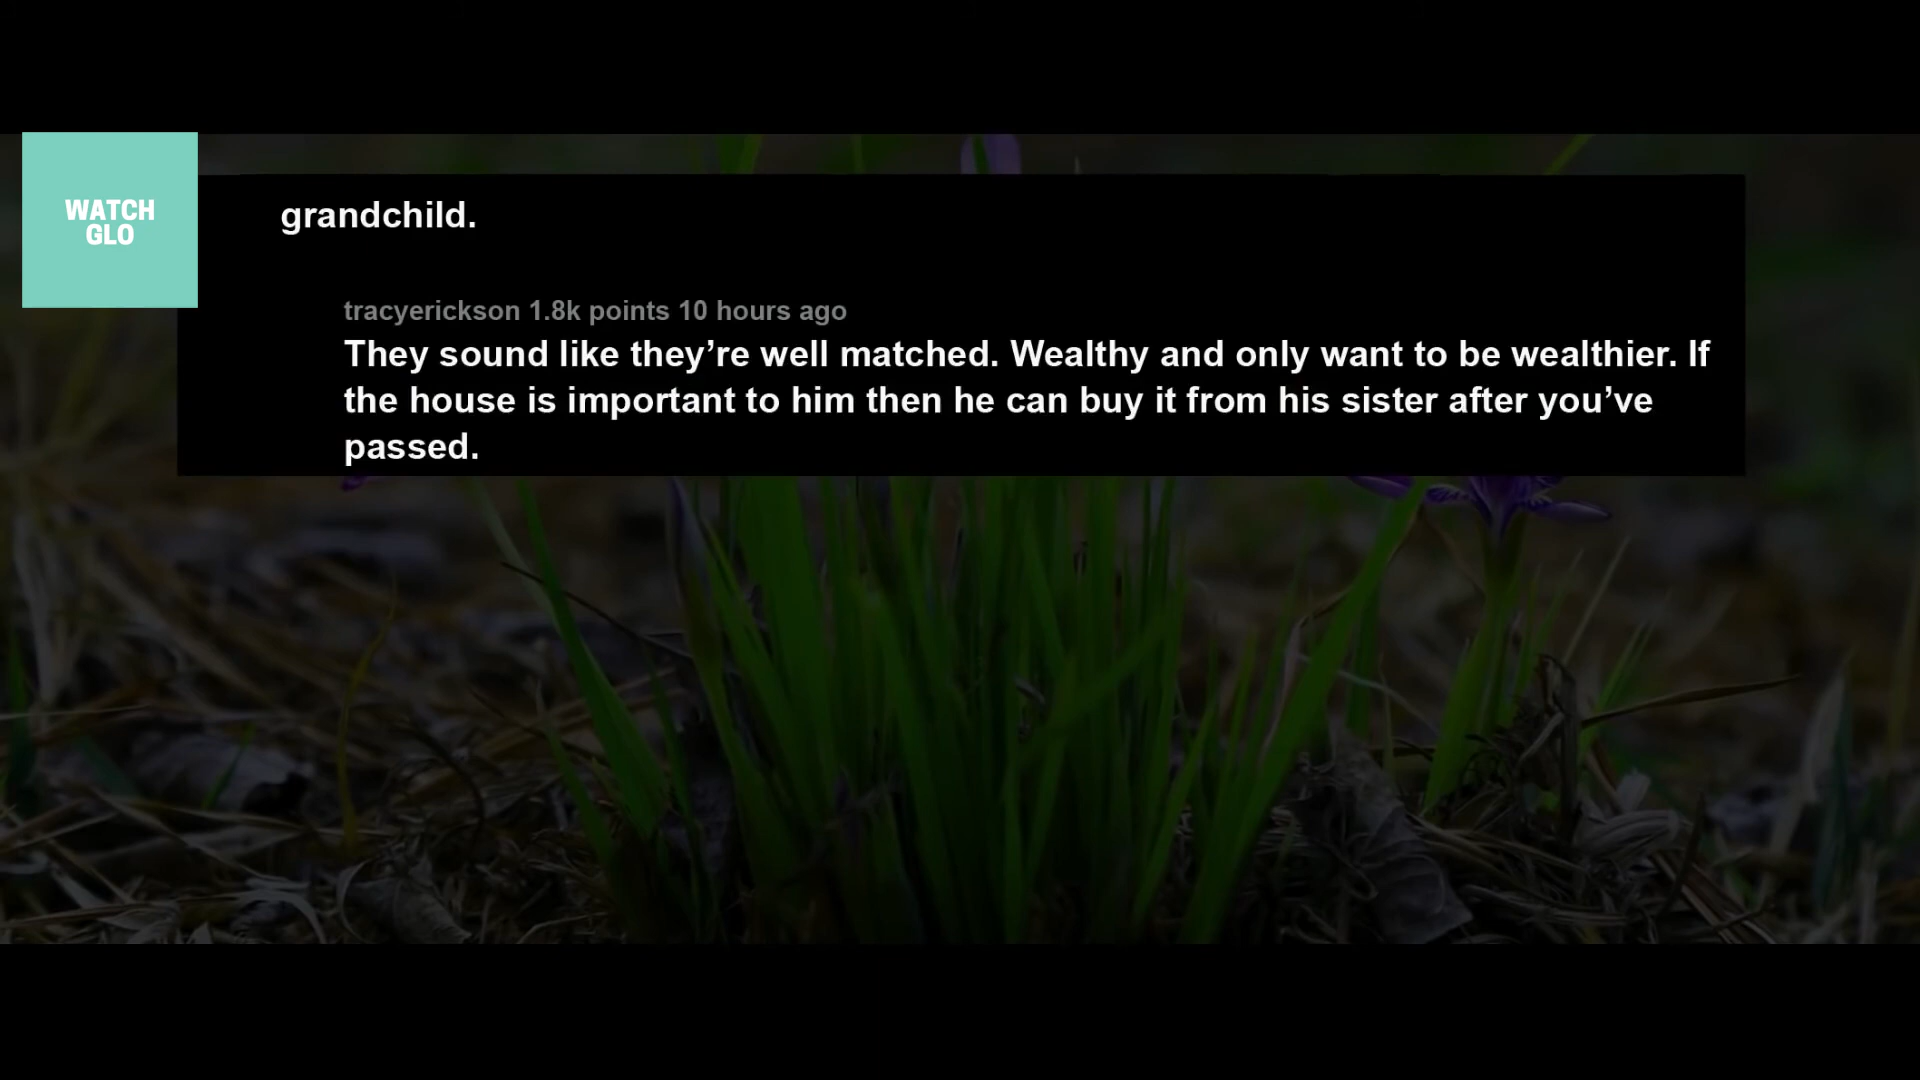 WATCH
GLO
grandchild.
tracyerickson 1.8k points 10 hours ago
They sound like they’re well matched. Wealthy and only want to be wealthier. If
the house is important to him then he can buy it from his sister after you’ve
passed.